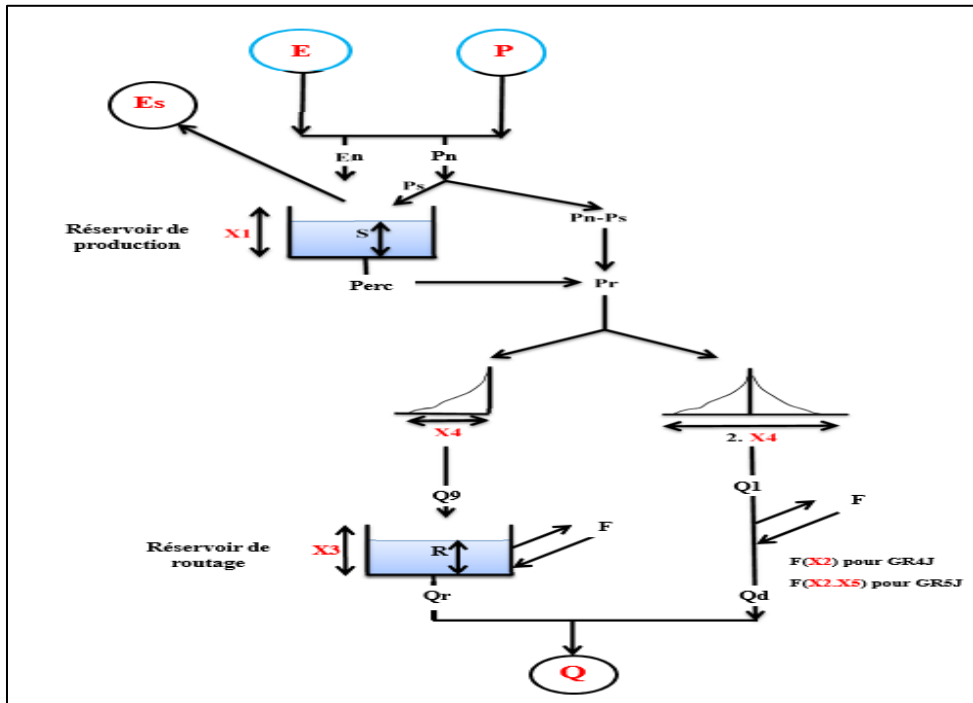 E
P
Es
En
Pn
Ps
Pn-Ps
Réservoir de
production
X1
S
Perc
Pr
X4
2. X4
Q9
Q1
F
F
Réservoir de
routage
X3
R
F(X2) pour GR4J
F(X2.X5) pour GR5J
Qr
Qd
Q